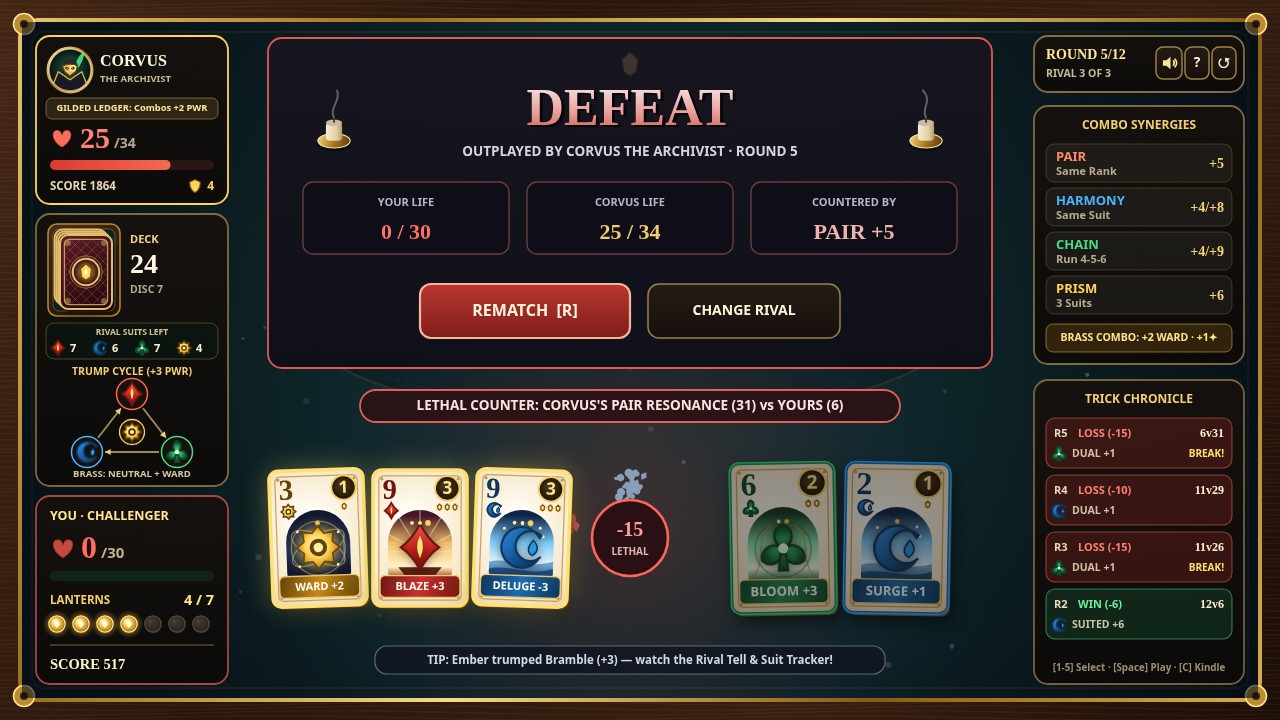 CORVUS
THE ARCHIVIST
GILDED LEDGER: Combos +2 PWR
25 /34
SCORE 1864
4
DECK
24
DISC 7
RIVAL SUITS LEFT
7 6 7 4
TRUMP CYCLE (+3 PWR)
BRASS: NEUTRAL + WARD
YOU · CHALLENGER
0 /30
LANTERNS 4 / 7
SCORE 517
DEFEAT
OUTPLAYED BY CORVUS THE ARCHIVIST · ROUND 5
YOUR LIFE
0 / 30
CORVUS LIFE
25 / 34
COUNTERED BY
PAIR +5
REMATCH [R]
CHANGE RIVAL
LETHAL COUNTER: CORVUS'S PAIR RESONANCE (31) vs YOURS (6)
3 1
WARD +2
9 3
BLAZE +3
9 3
DELUGE -3
-15
LETHAL
6 2
BLOOM +3
2 1
SURGE +1
TIP: Ember trumped Bramble (+3) — watch the Rival Tell & Suit Tracker!
ROUND 5/12
RIVAL 3 OF 3
?
↺
COMBO SYNERGIES
PAIR
Same Rank
+5
HARMONY
Same Suit
+4/+8
CHAIN
Run 4-5-6
+4/+9
PRISM
3 Suits
+6
BRASS COMBO: +2 WARD · +1✦
TRICK CHRONICLE
R5 LOSS (-15) 6v31
DUAL +1 BREAK!
R4 LOSS (-10) 11v29
DUAL +1
R3 LOSS (-15) 11v26
DUAL +1 BREAK!
R2 WIN (-6) 12v6
SUITED +6
[1-5] Select · [Space] Play · [C] Kindle